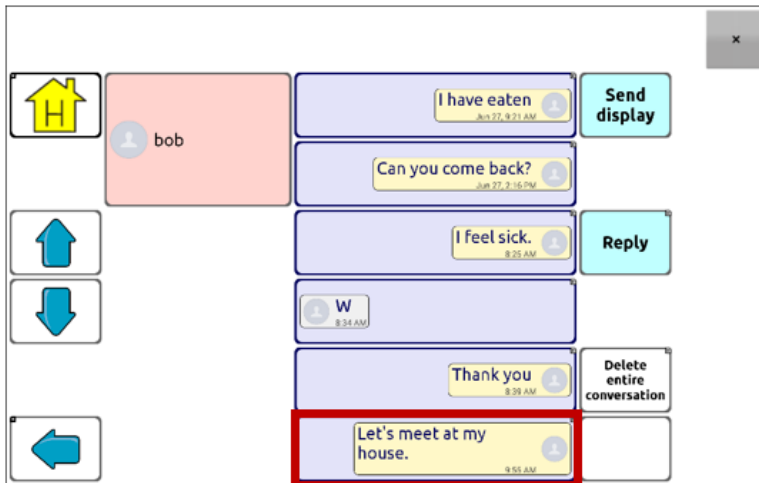 ×
H
bob
I have eaten
Jun 27, 9:21 AM
Send
display
Can you come back?
Jun 27, 2:16 PM
I feel sick.
8:25 AM
Reply
W
8:34 AM
Thank you
8:39 AM
Delete
entire
conversation
Let's meet at my
house.
9:55 AM